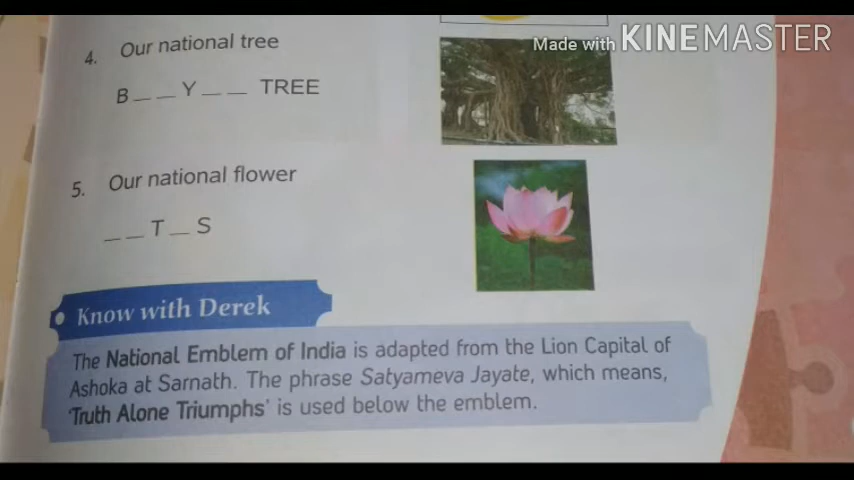 Made with KINEMASTER
4. Our national tree
B _ _ Y _ _ TREE
5. Our national flower
_ _ T _ S
Know with Derek
The National Emblem of India is adapted from the Lion Capital of
Ashoka at Sarnath. The phrase Satyameva Jayate, which means,
'Truth Alone Triumphs' is used below the emblem.